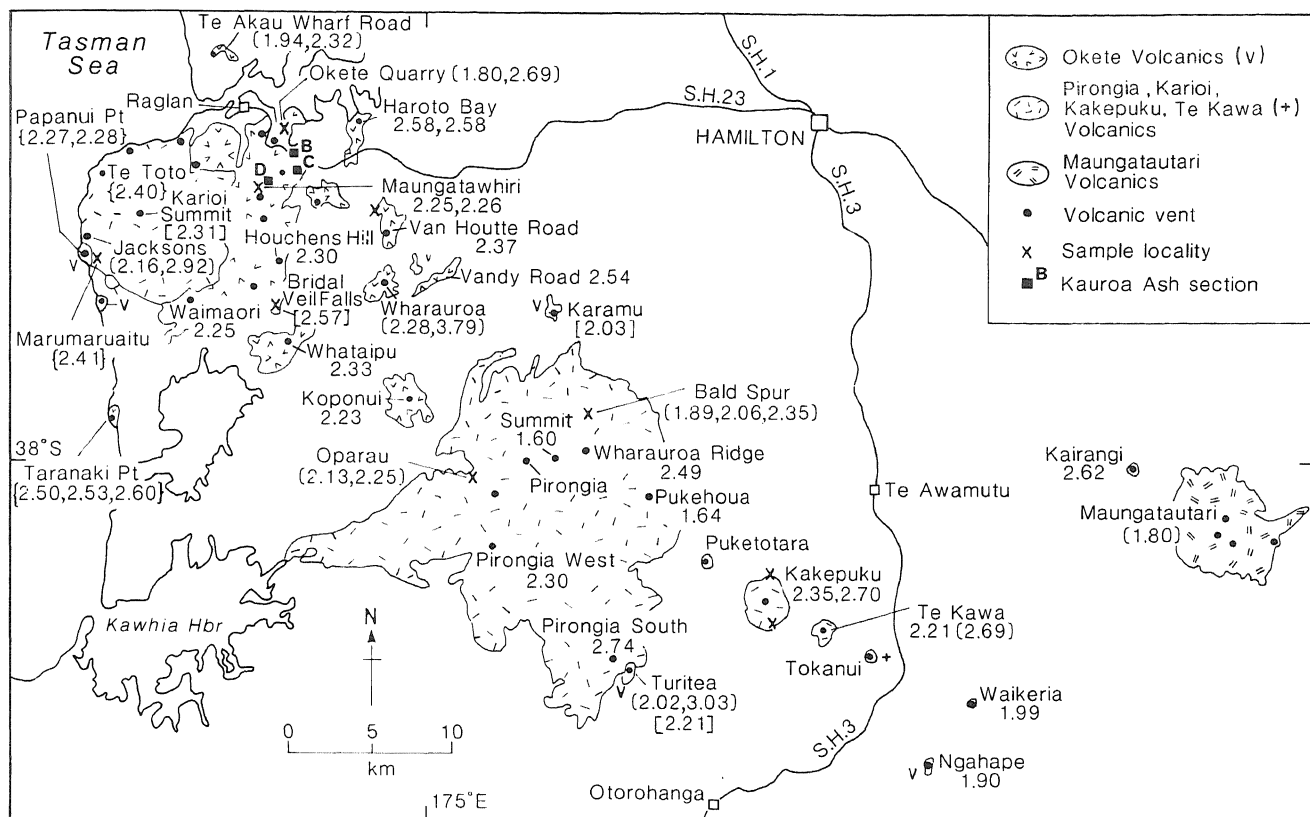 Tasman
Sea
Te Akau Wharf Road
(1.94,2.32)
Okete Quarry (1.80,2.69)
Raglan
Haroto Bay
2.58, 2.58
Papanui Pt
{2.27,2.28}
B
C
D
Te Toto
{2.40}
Karioi
Summit
[2.31]
Maungatawhiri
2.25, 2.26
Van Houtte Road
2.37
Jacksons
(2.16, 2.92)
v
Houchens Hill
2.30
v
Vandy Road 2.54
Bridal
Veil Falls
[2.57]
v
Waimaori
2.25
Wharauroa
(2.28,3.79)
v
Karamu
[2.03]
Marumaruaitu
{2.41}
Whataipu
2.33
Koponui
2.23
Bald Spur
(1.89,2.06,2.35)
Summit
1.60
38°S
Taranaki Pt
{2.50,2.53,2.60}
Oparau
(2.13,2.25)
Wharauroa Ridge
2.49
Pirongia
Pukehoua
1.64
Pirongia West
2.30
Puketotara
Kakepuku
2.35,2.70
Te Kawa
2.21 (2.69)
Tokanui
+
Pirongia South
2.74
v
Turitea
(2.02,3.03)
[2.21]
Kawhia Hbr
N
0 5 10
km
175°E
Otorohanga
S.H.1
S.H.23
HAMILTON
S.H.3
Te Awamutu
Kairangi
2.62
Maungatautari
(1.80)
Waikeria
1.99
v
Ngahape
1.90
S.H.3
Okete Volcanics (v)
Pirongia, Karioi,
Kakepuku, Te Kawa (+)
Volcanics
Maungatautari
Volcanics
Volcanic vent
x Sample locality
B Kauroa Ash section